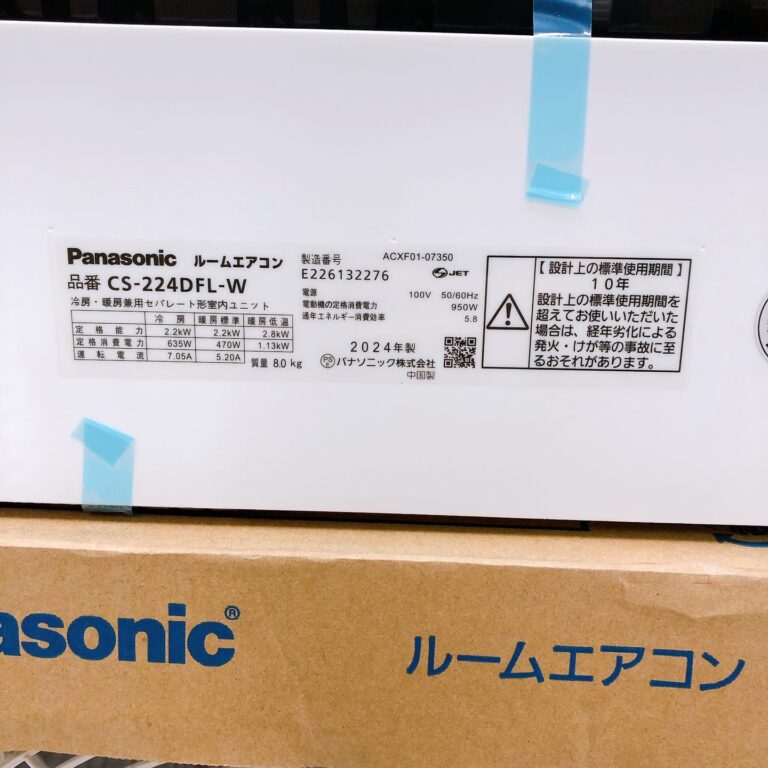 Panasonic ルームエアコン
品番 CS-224DFL-W
冷房・暖房兼用セパレート形室内ユニット
冷房 暖房標準 暖房低温
定格能力 2.2kW 2.2kW 2.8kW
定格消費電力 635W 470W 1.13kW
運転電流 7.05A 5.20A
質量 8.0 kg
製造番号 ACXF01-07350
E226132276 JET
電源 100V 50/60Hz
電動機の定格消費電力 950W
通年エネルギー消費効率 5.8
2024年製
PS E パナソニック株式会社
中国製
【設計上の標準使用期間】
10年
設計上の標準使用期間を
超えてお使いいただいた
場合は、経年劣化による
発火・けが等の事故に至
るおそれがあります。
asonic®
ルームエアコン